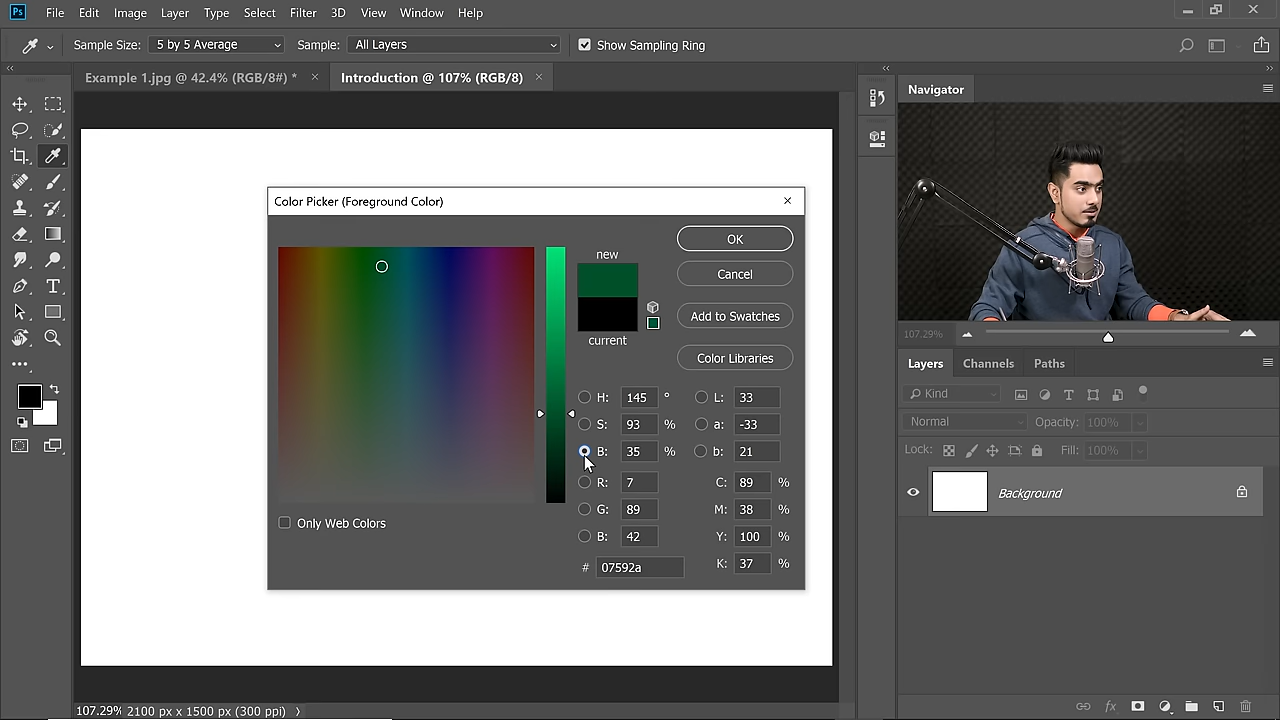 Ps File Edit Image Layer Type Select Filter 3D View Window Help
Sample Size: 5 by 5 Average Sample: All Layers Show Sampling Ring
Example 1.jpg @ 42.4% (RGB/8#) * × Introduction @ 107% (RGB/8) ×
Navigator
Color Picker (Foreground Color)
new
OK
Cancel
Add to Swatches
current
Color Libraries
107.29%
Layers Channels Paths
Kind
Normal Opacity: 100%
Lock: Fill: 100%
Background
H: 145 ° L: 33
S: 93 % a: -33
B: 35 % b: 21
R: 7 C: 89 %
G: 89 M: 38 %
B: 42 Y: 100 %
# 07592a K: 37 %
Only Web Colors
107.29% 2100 px x 1500 px (300 ppi)
fx